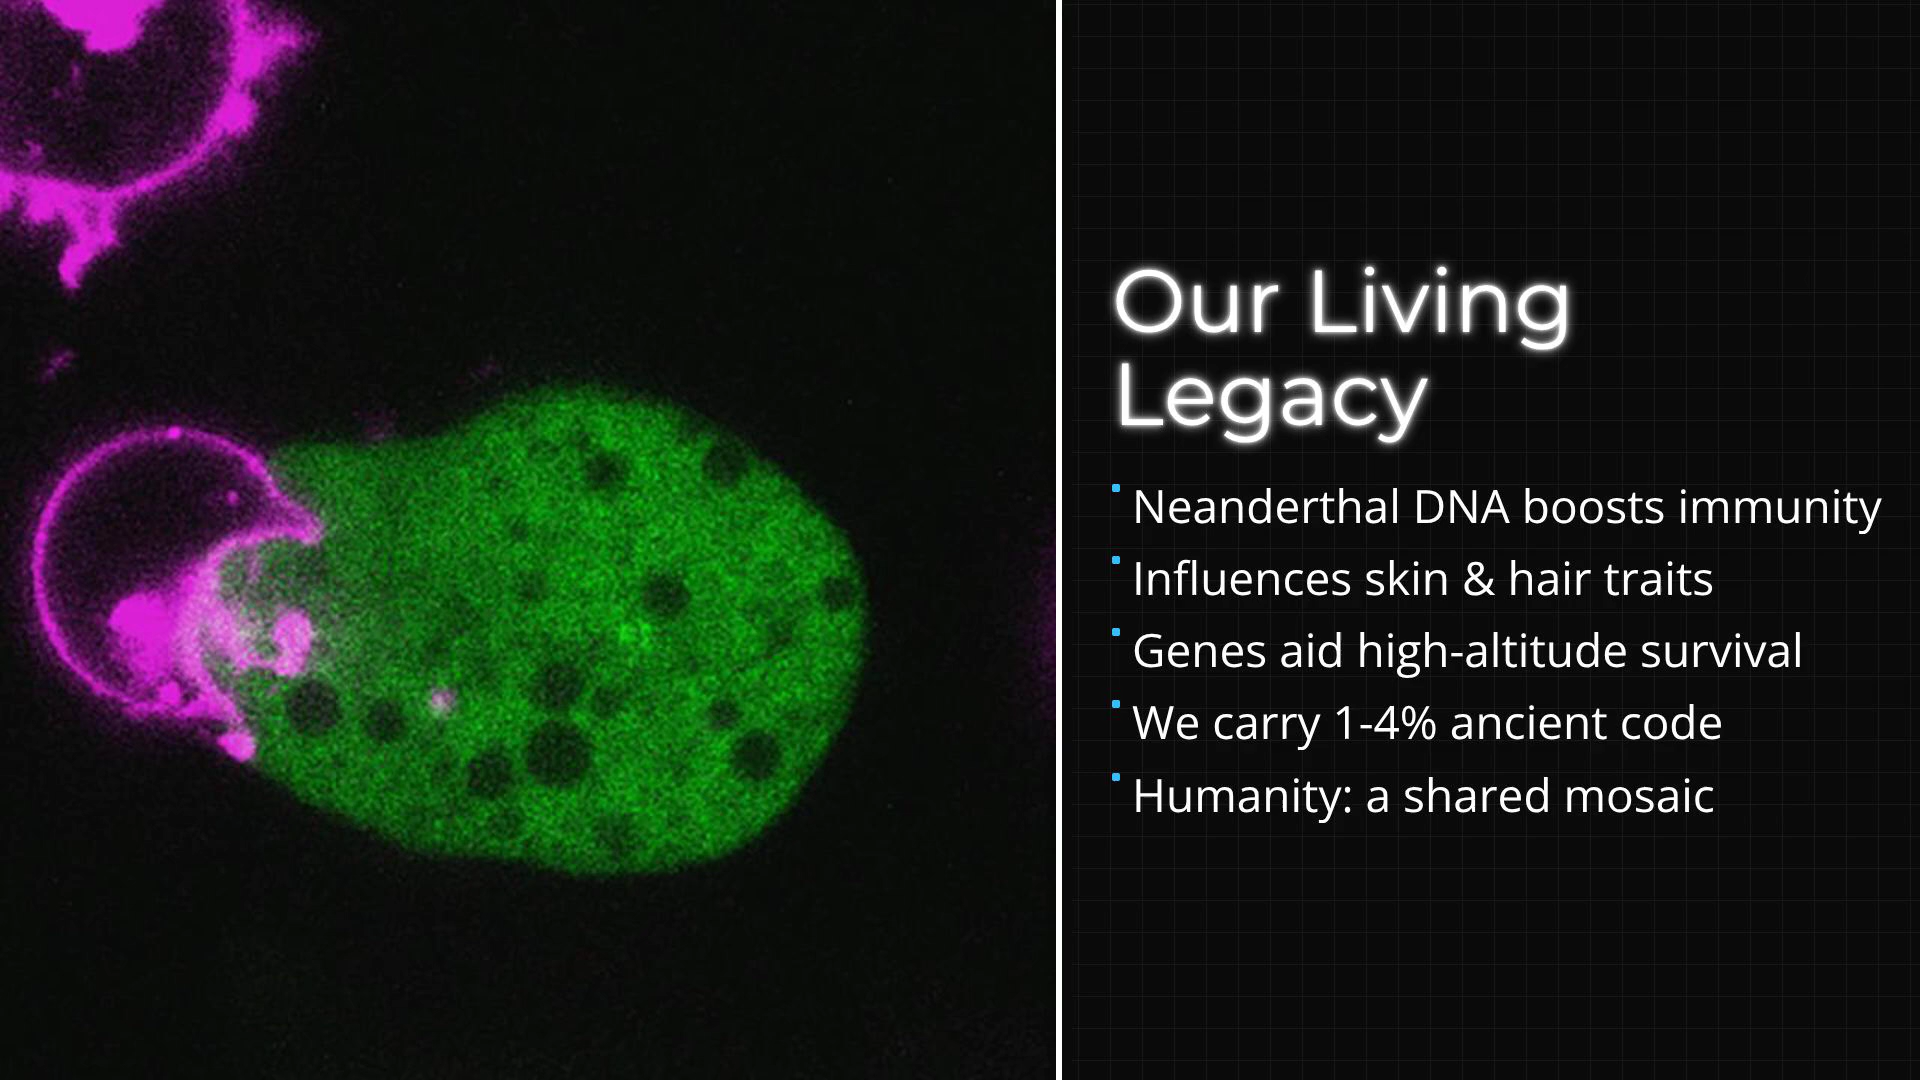 Our Living
Legacy
Neanderthal DNA boosts immunity
Influences skin & hair traits
Genes aid high-altitude survival
We carry 1-4% ancient code
Humanity: a shared mosaic